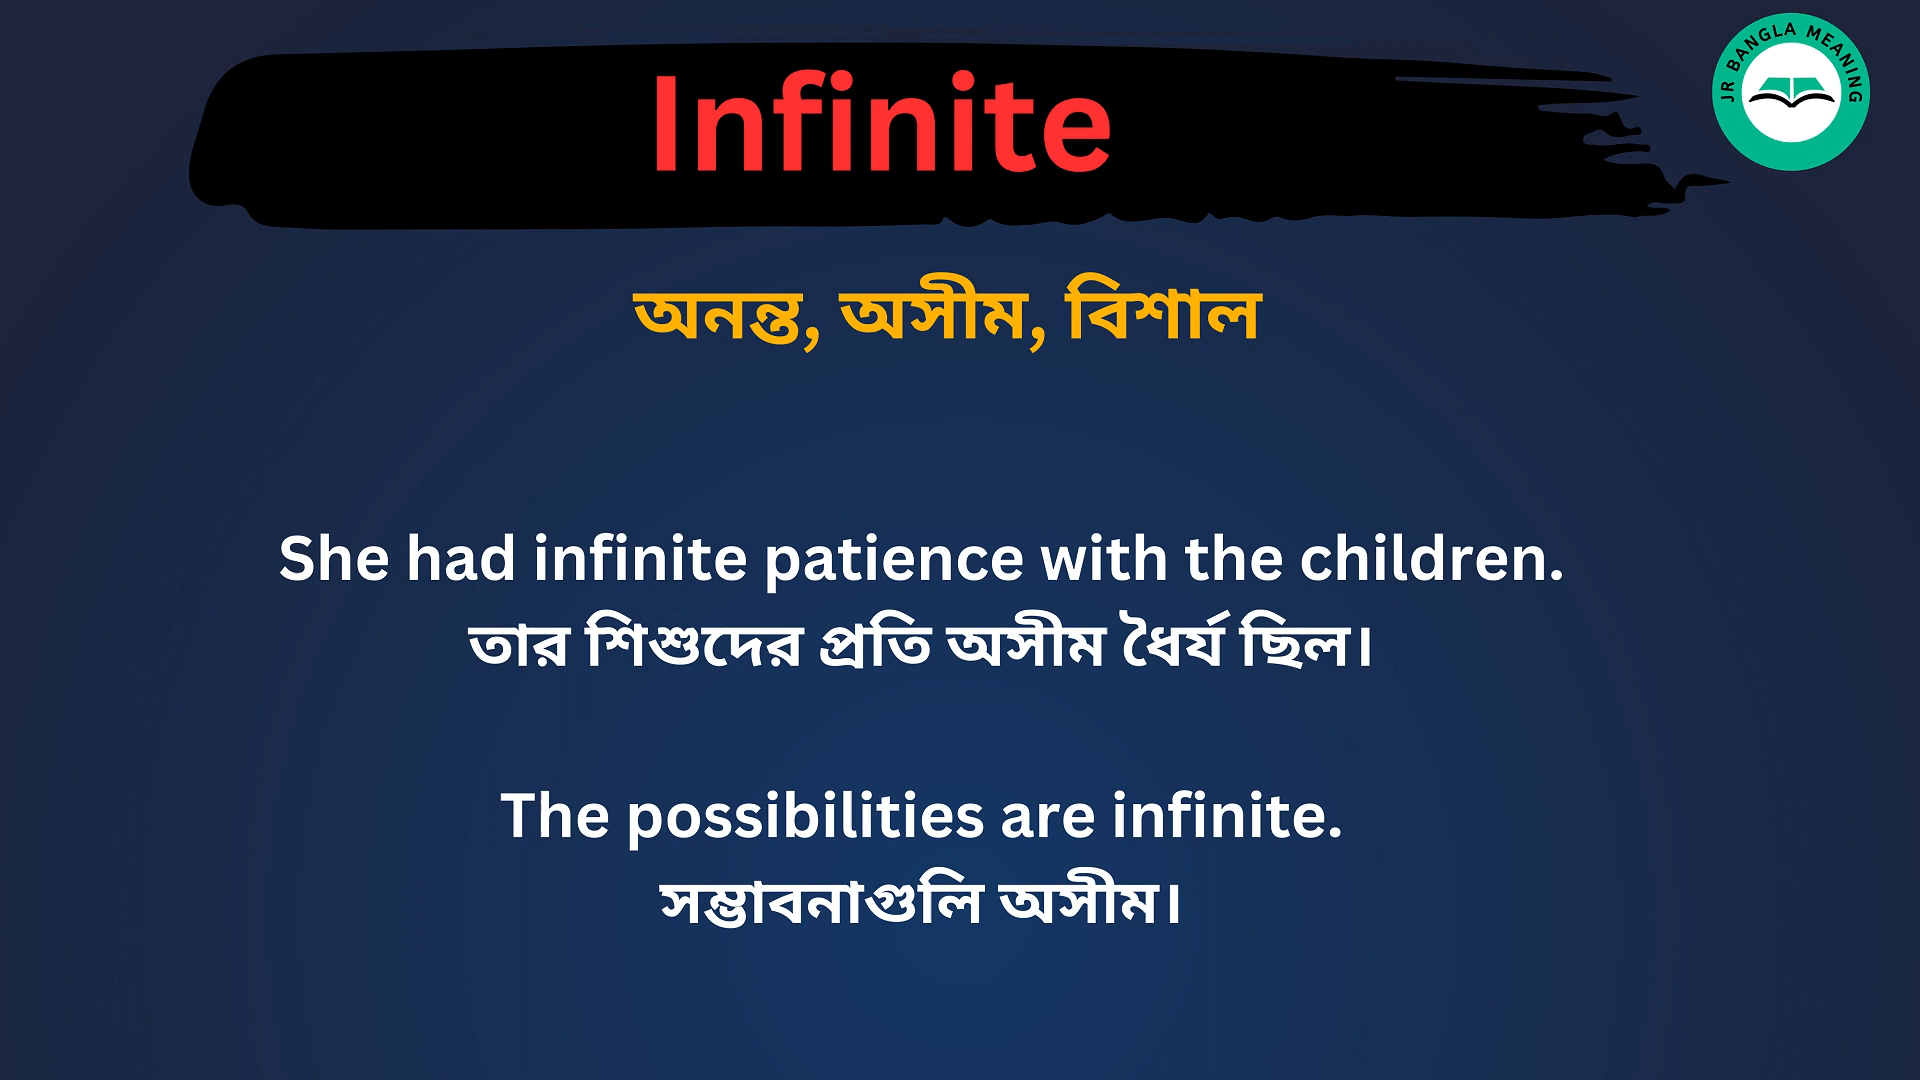 JR BANGLA MEANING
Infinite
অনন্ত, অসীম, বিশাল
She had infinite patience with the children.
তার শিশুদের প্রতি অসীম ধৈর্য ছিল।
The possibilities are infinite.
সম্ভাবনাগুলি অসীম।